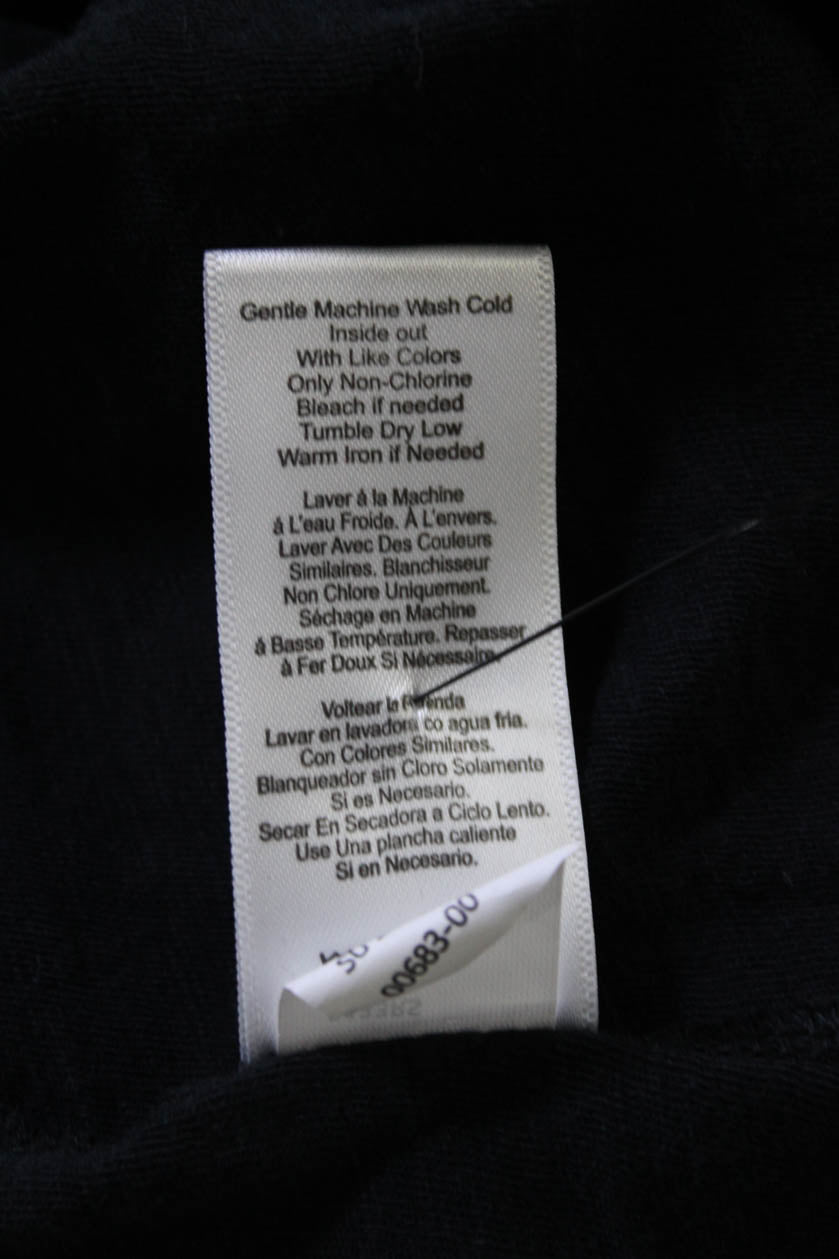 Gentle Machine Wash Cold
Inside out
With Like Colors
Only Non-Chlorine
Bleach if needed
Tumble Dry Low
Warm Iron if Needed
Laver á la Machine
á L'eau Froide. À L'envers.
Laver Avec Des Couleurs
Similaires. Blanchisseur
Non Chlore Uniquement.
Séchage en Machine
á Basse Température. Repasser
á Fer Doux Si Nécessaire.
Voltear la
Lavar en lavadora co agua fria.
Con Colores Similares.
Blanqueador sin Cloro Solamente
Si es Necesario.
Secar En Secadora a Ciclo Lento.
Use Una plancha caliente
Si en Necesario.
00683-00